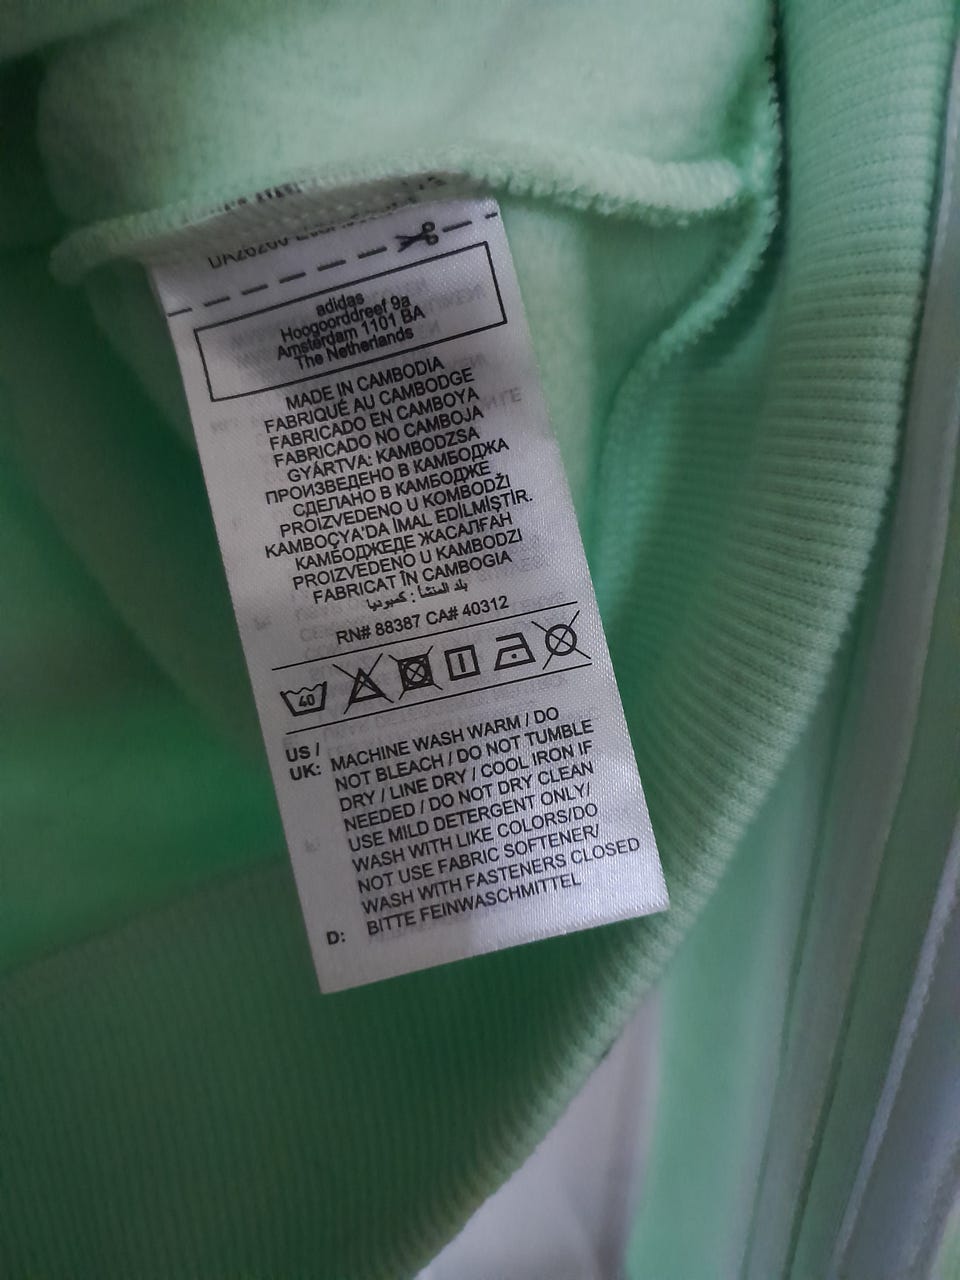 adidas
Hoogoorddreef 9a
Amsterdam 1101 BA
The Netherlands
MADE IN CAMBODIA
FABRIQUÉ AU CAMBODGE
FABRICADO EN CAMBOYA
FABRICADO NO CAMBOJA
GYÁRTVA: KAMBODZSA
ПРОИЗВЕДЕНО В КАМБОДЖА
СДЕЛАНО В КАМБОДЖЕ
PROIZVEDENO U KOMBODŽI
KAMBOÇYA'DA İMAL EDİLMİŞTİR.
КАМБОДЖЕДЕ ЖАСАЛҒАН
PROIZVEDENO U KAMBODZI
FABRICAT ÎN CAMBOGIA
بلد المنشأ : كمبوديا
RN# 88387 CA# 40312
40
US / UK: MACHINE WASH WARM / DO
NOT BLEACH / DO NOT TUMBLE
DRY / LINE DRY / COOL IRON IF
NEEDED / DO NOT DRY CLEAN
USE MILD DETERGENT ONLY/
WASH WITH LIKE COLORS/DO
NOT USE FABRIC SOFTENER/
WASH WITH FASTENERS CLOSED
D: BITTE FEINWASCHMITTEL